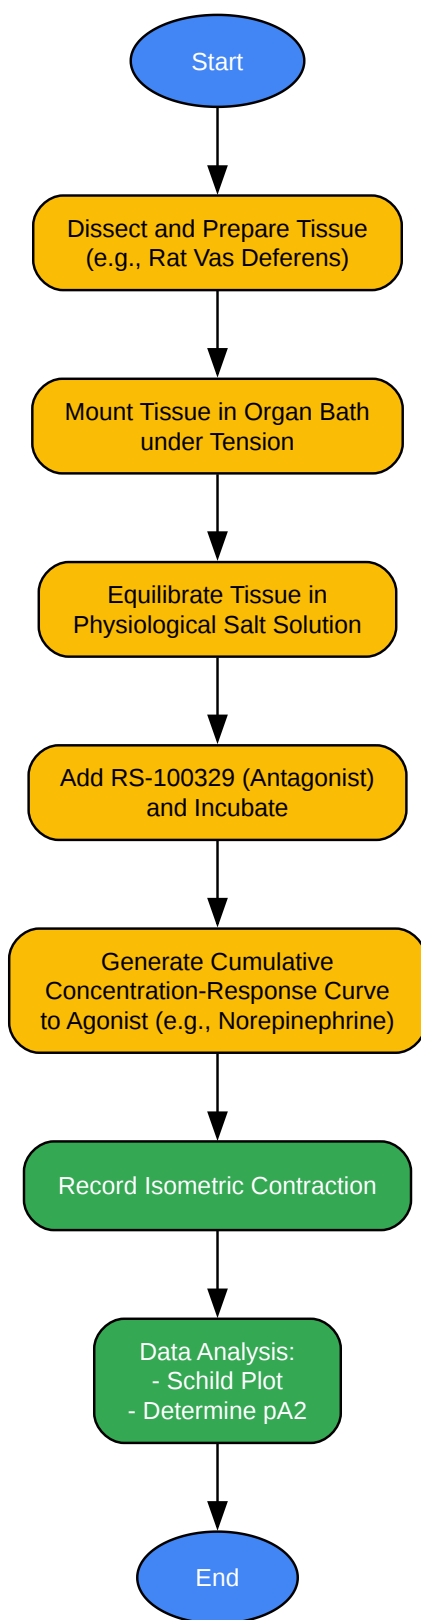 Start
Dissect and Prepare Tissue
(e.g., Rat Vas Deferens)
Mount Tissue in Organ Bath
under Tension
Equilibrate Tissue in
Physiological Salt Solution
Add RS-100329 (Antagonist)
and Incubate
Generate Cumulative
Concentration-Response Curve
to Agonist (e.g., Norepinephrine)
Record Isometric Contraction
Data Analysis:
- Schild Plot
- Determine pA2
End